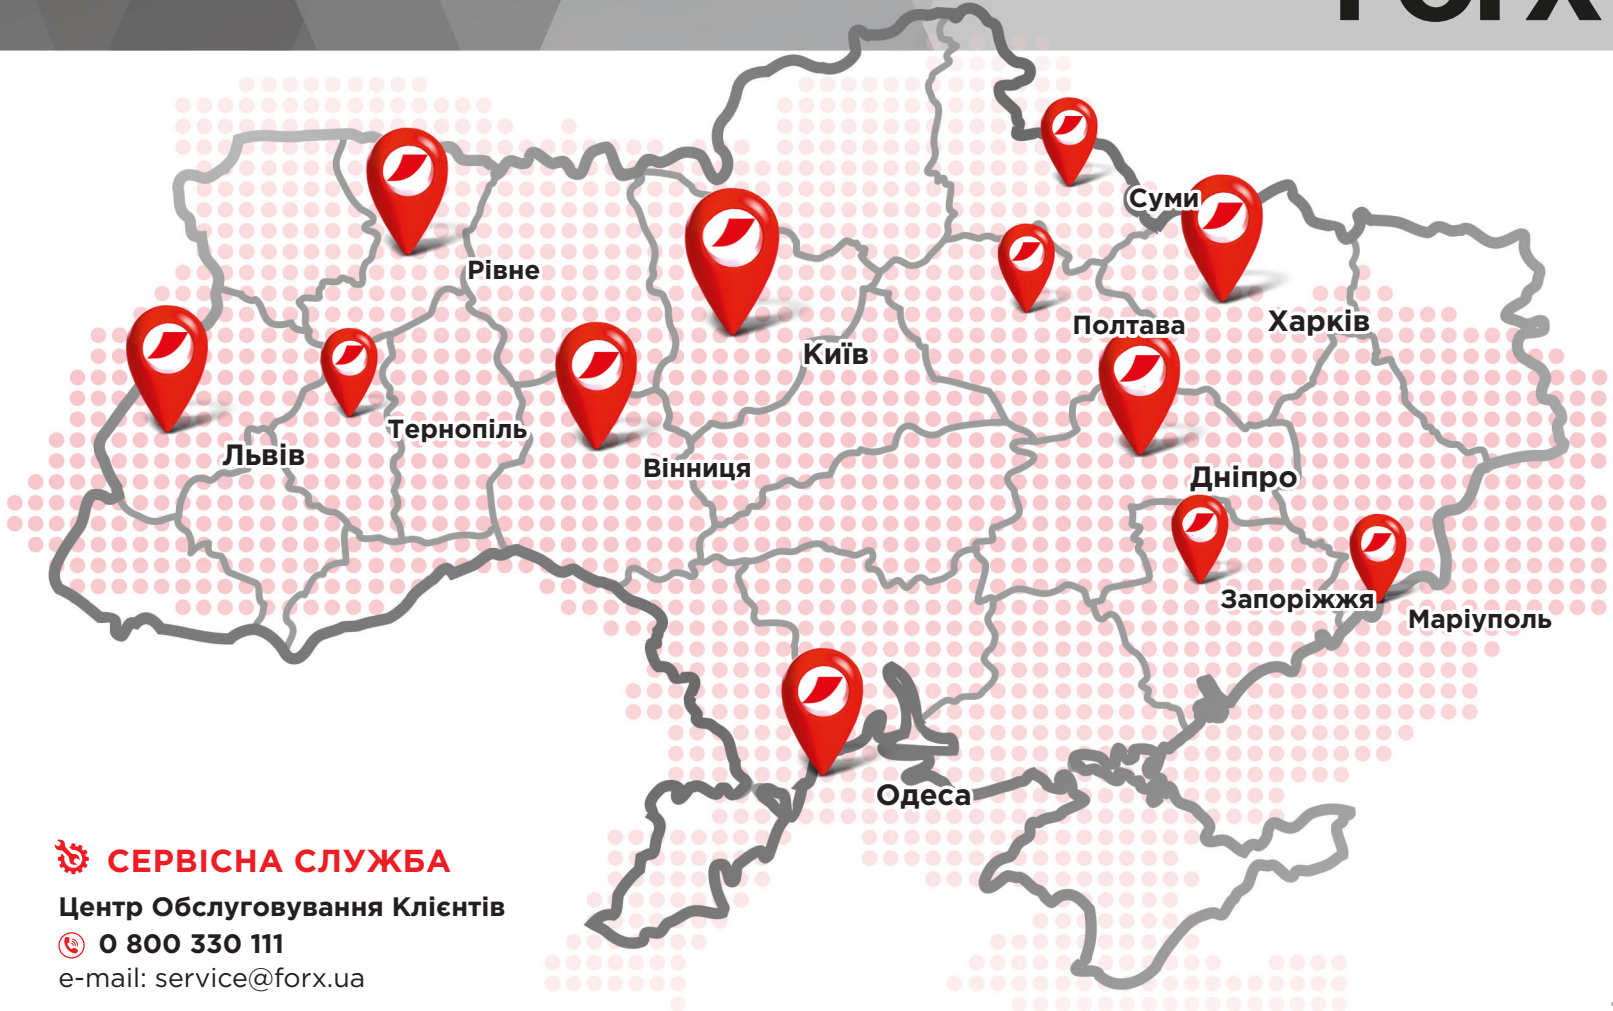 Forx
Суми
Рівне
Полтава
Харків
Київ
Тернопіль
Львів
Вінниця
Дніпро
Запоріжжя
Маріуполь
Одеса
СЕРВІСНА СЛУЖБА
Центр Обслуговування Клієнтів
0 800 330 111
e-mail: service@forx.ua